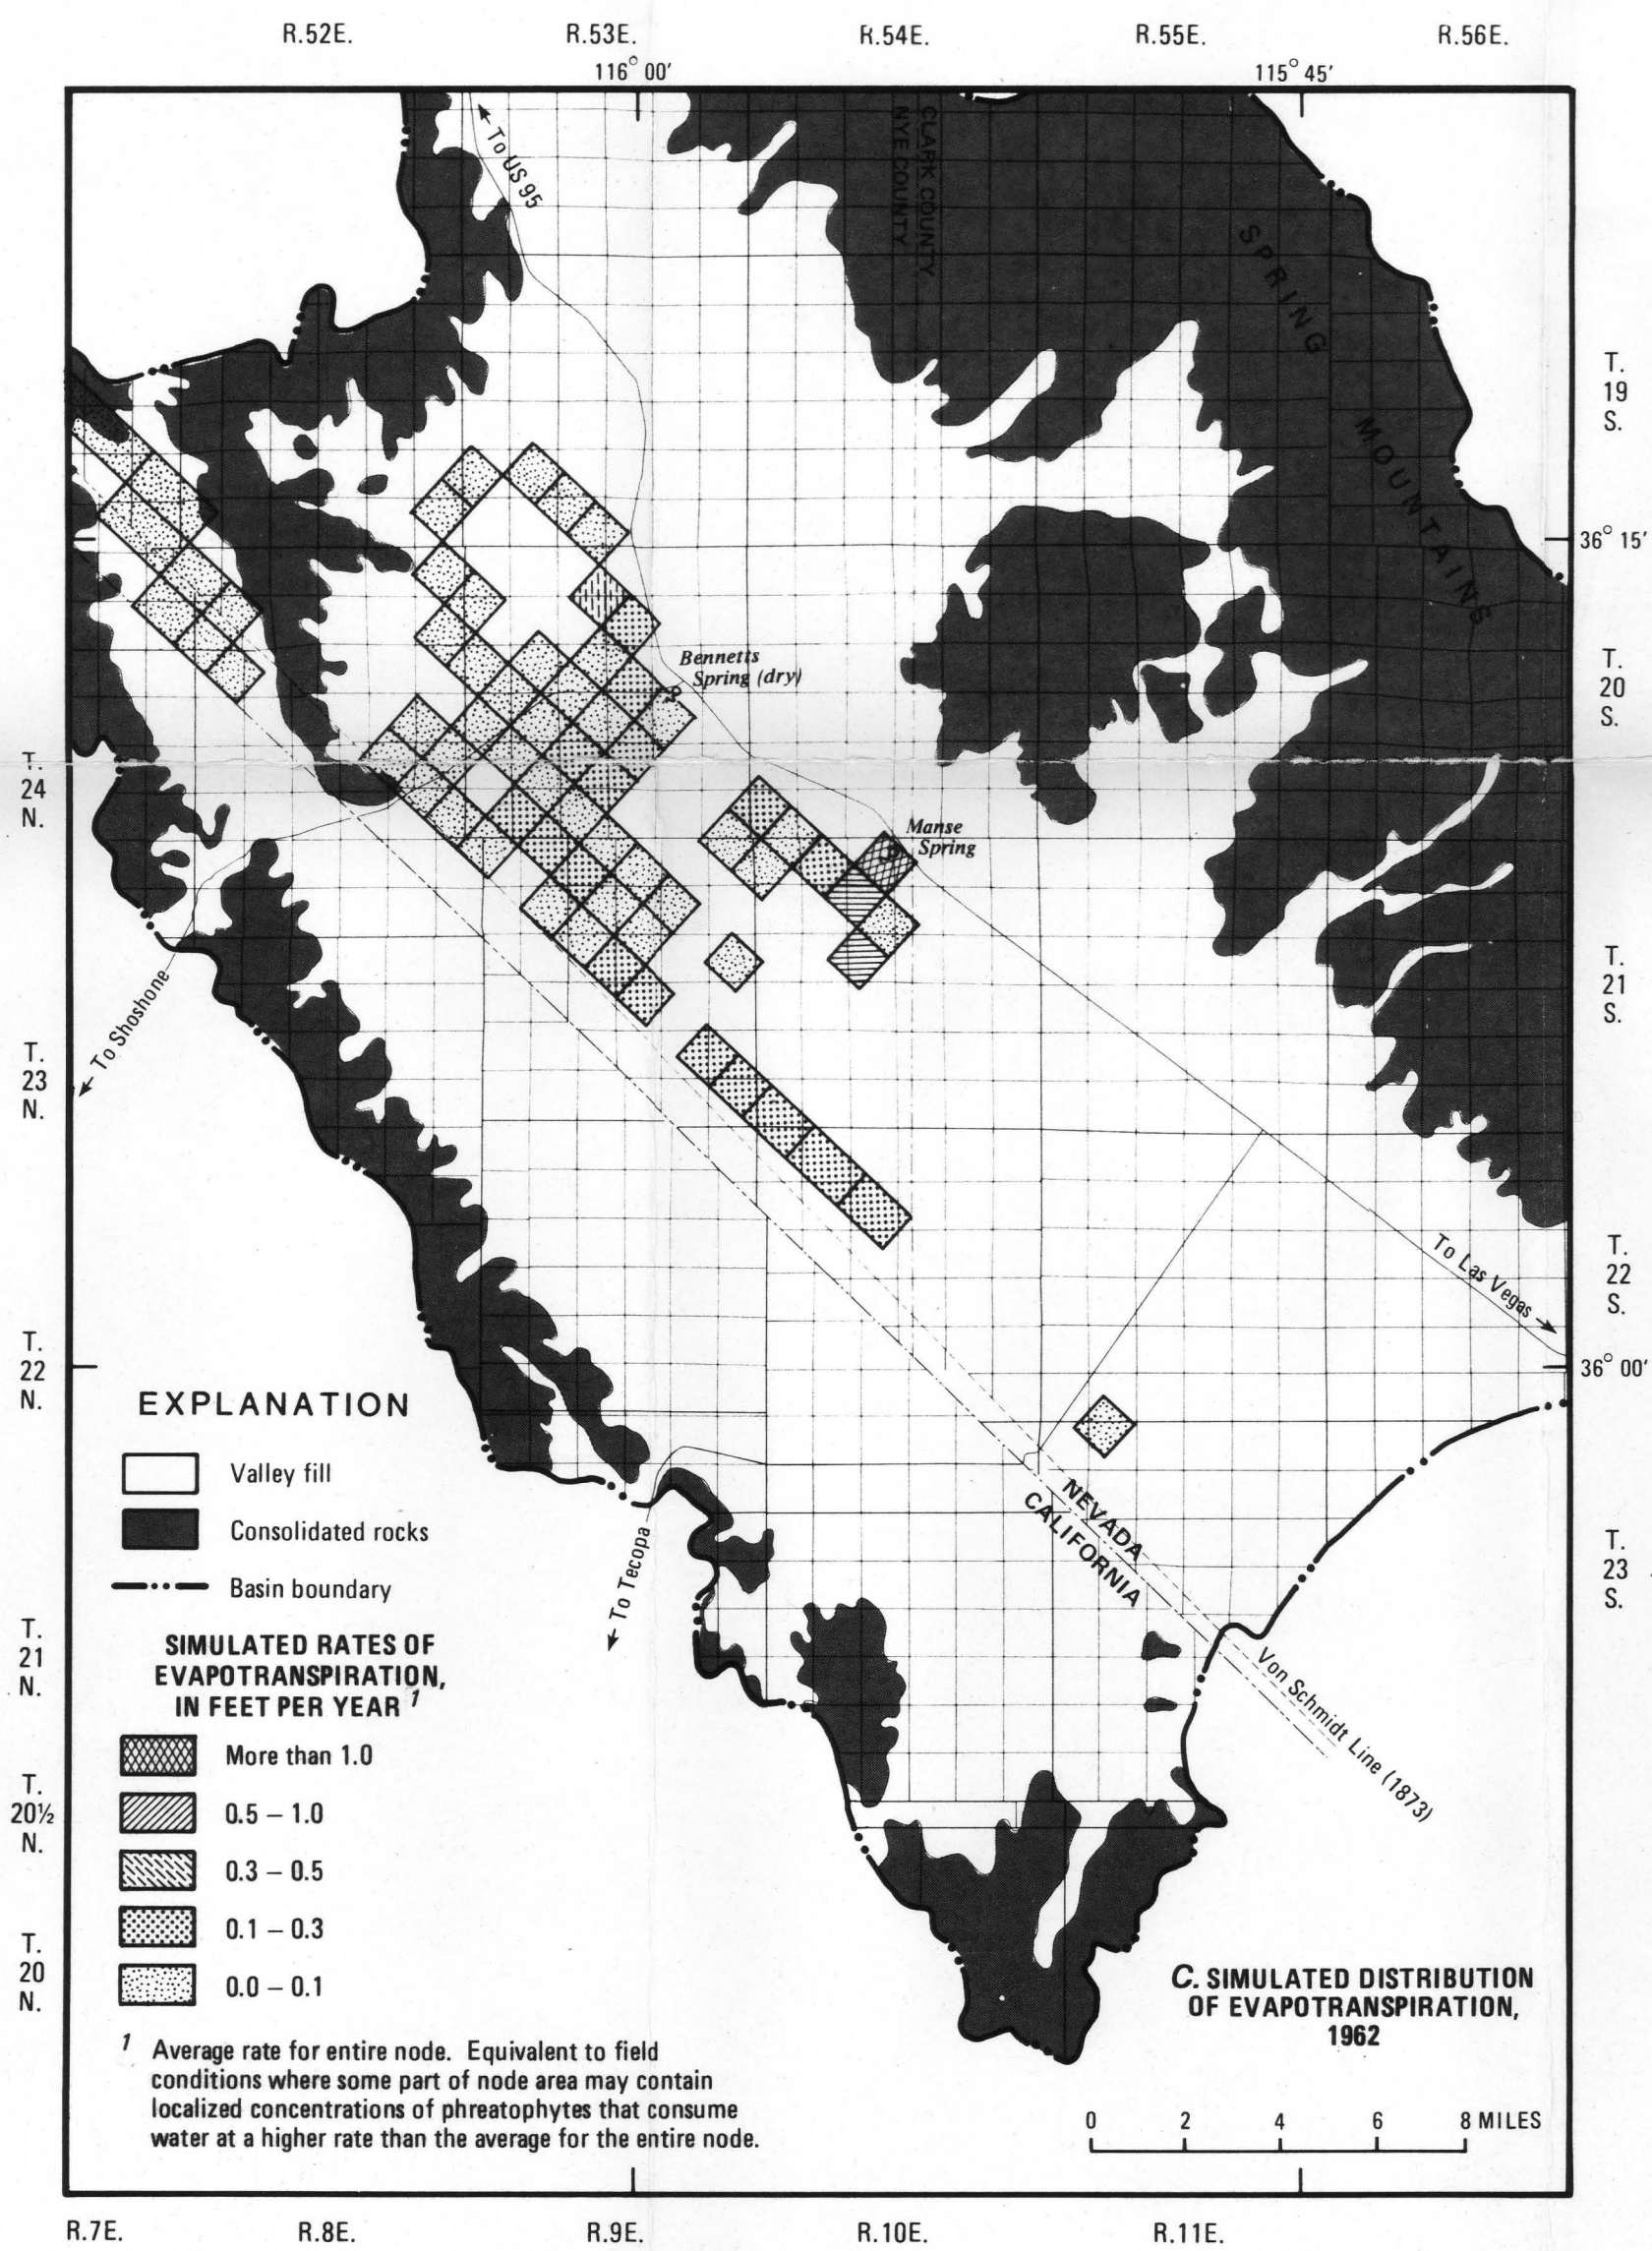 R.52E. R.53E. R.54E. R.55E. R.56E.
116° 00' 115° 45'
To US 95
CLARK COUNTY
NYE COUNTY
SPRING
MOUNTAINS
T.
19
S.
36° 15'
Bennetts
Spring (dry)
T.
20
S.
T.
24
N.
Manse
Spring
T.
21
S.
To Shoshone
T.
23
N.
To Las Vegas
T.
22
S.
T.
22
N.
36° 00'
EXPLANATION
Valley fill
Consolidated rocks
Basin boundary
NEVADA
CALIFORNIA
To Tecopa
T.
23
S.
Von Schmidt Line (1873)
T.
21
N.
SIMULATED RATES OF
EVAPOTRANSPIRATION,
IN FEET PER YEAR 1
More than 1.0
0.5 – 1.0
0.3 – 0.5
0.1 – 0.3
0.0 – 0.1
T.
20½
N.
T.
20
N.
1 Average rate for entire node. Equivalent to field
conditions where some part of node area may contain
localized concentrations of phreatophytes that consume
water at a higher rate than the average for the entire node.
C. SIMULATED DISTRIBUTION
OF EVAPOTRANSPIRATION,
1962
0 2 4 6 8 MILES
R.7E. R.8E. R.9E. R.10E. R.11E.